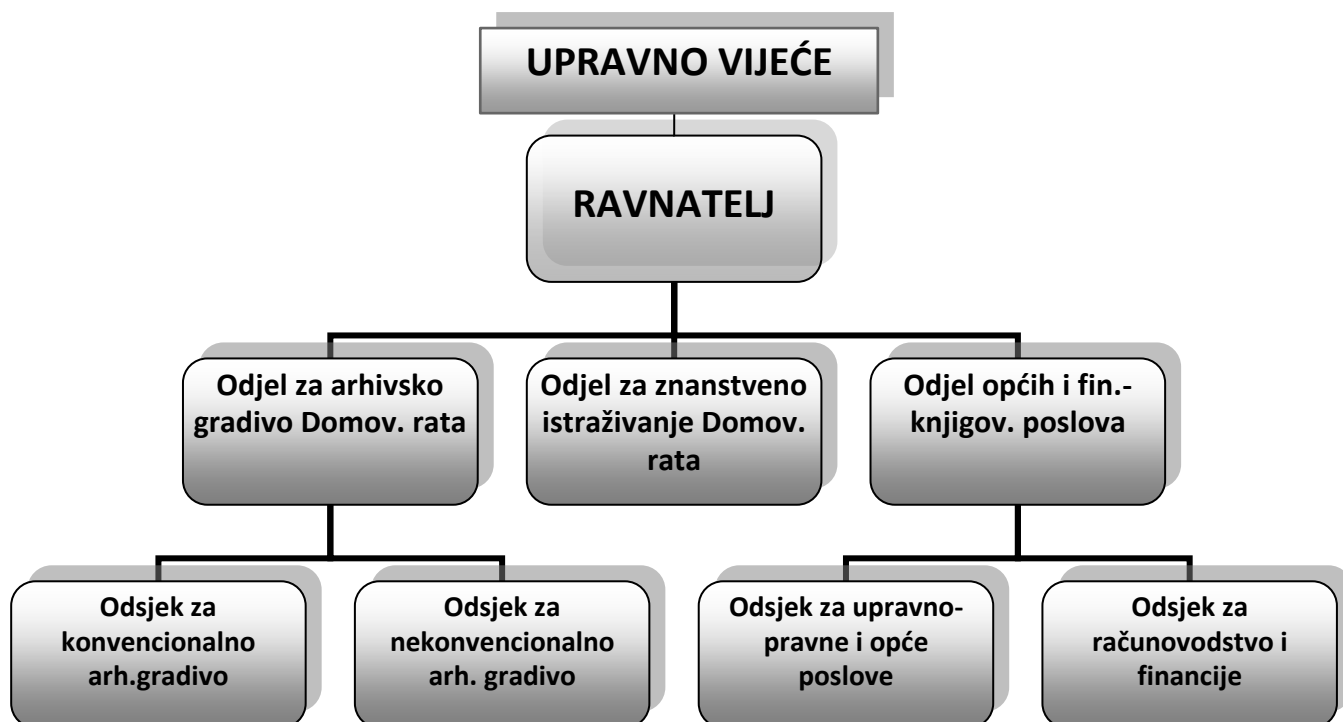 UPRAVNO VIJEĆE
RAVNATELJ
Odjel za arhivsko
gradivo Domov. rata
Odjel za znanstveno
istraživanje Domov.
rata
Odjel općih i fin.-
knjigov. poslova
Odsjek za
konvencionalno
arh.gradivo
Odsjek za
nekonvencionalno
arh. gradivo
Odsjek za upravno-
pravne i opće
poslove
Odsjek za
računovodstvo i
financije